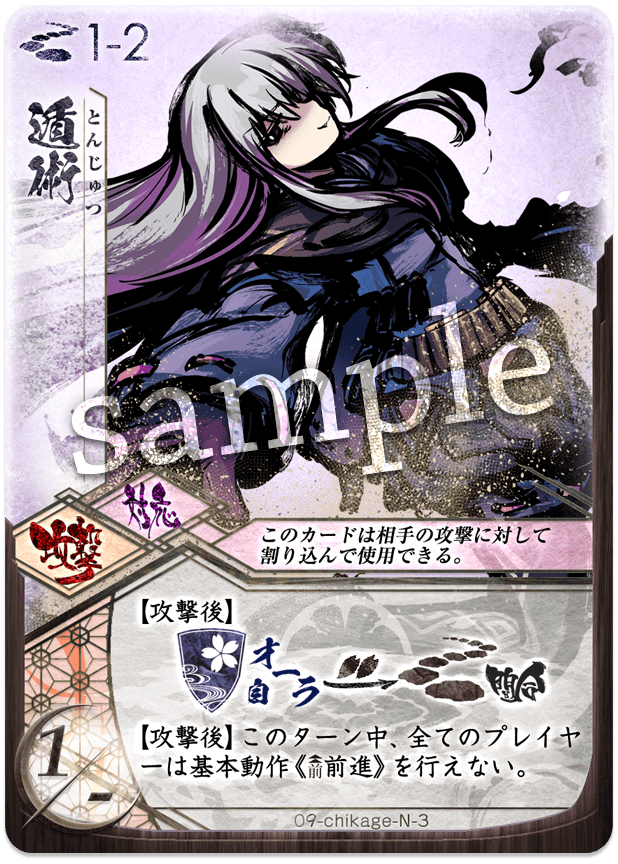 1-2
遁術
とんじゅつ
sample
攻撃
対応
このカードは相手の攻撃に対して
割り込んで使用できる。
【攻撃後】
自オーラ
間合
【攻撃後】このターン中、全てのプレイヤ
ーは基本動作《前前進》を行えない。
1/-
09-chikage-N-3